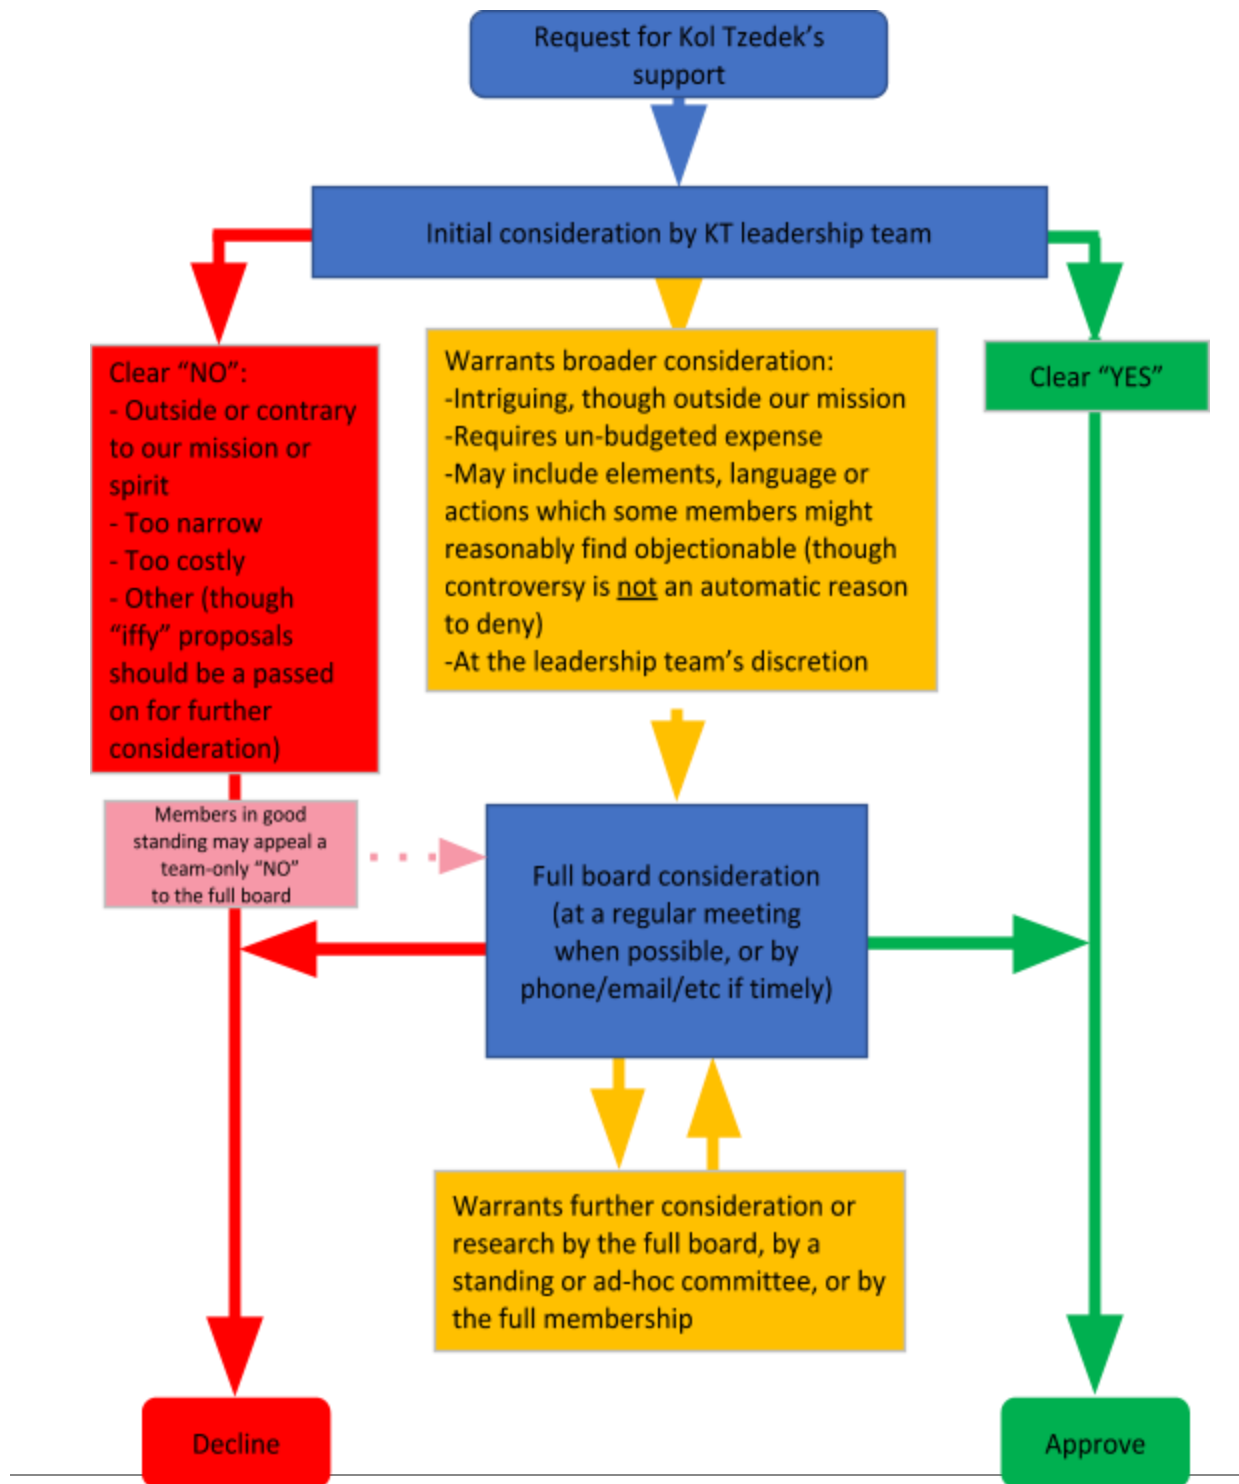 Request for Kol Tzedek’s
support
Initial consideration by KT leadership team
Clear “NO”:
- Outside or contrary
to our mission or
spirit
- Too narrow
- Too costly
- Other (though
“iffy” proposals
should be a passed
on for further
consideration)
Warrants broader consideration:
-Intriguing, though outside our mission
-Requires un-budgeted expense
-May include elements, language or
actions which some members might
reasonably find objectionable (though
controversy is not an automatic reason
to deny)
-At the leadership team’s discretion
Clear “YES”
Members in good
standing may appeal a
team-only “NO”
to the full board
Full board consideration
(at a regular meeting
when possible, or by
phone/email/etc if timely)
Warrants further consideration or
research by the full board, by a
standing or ad-hoc committee, or by
the full membership
Decline
Approve